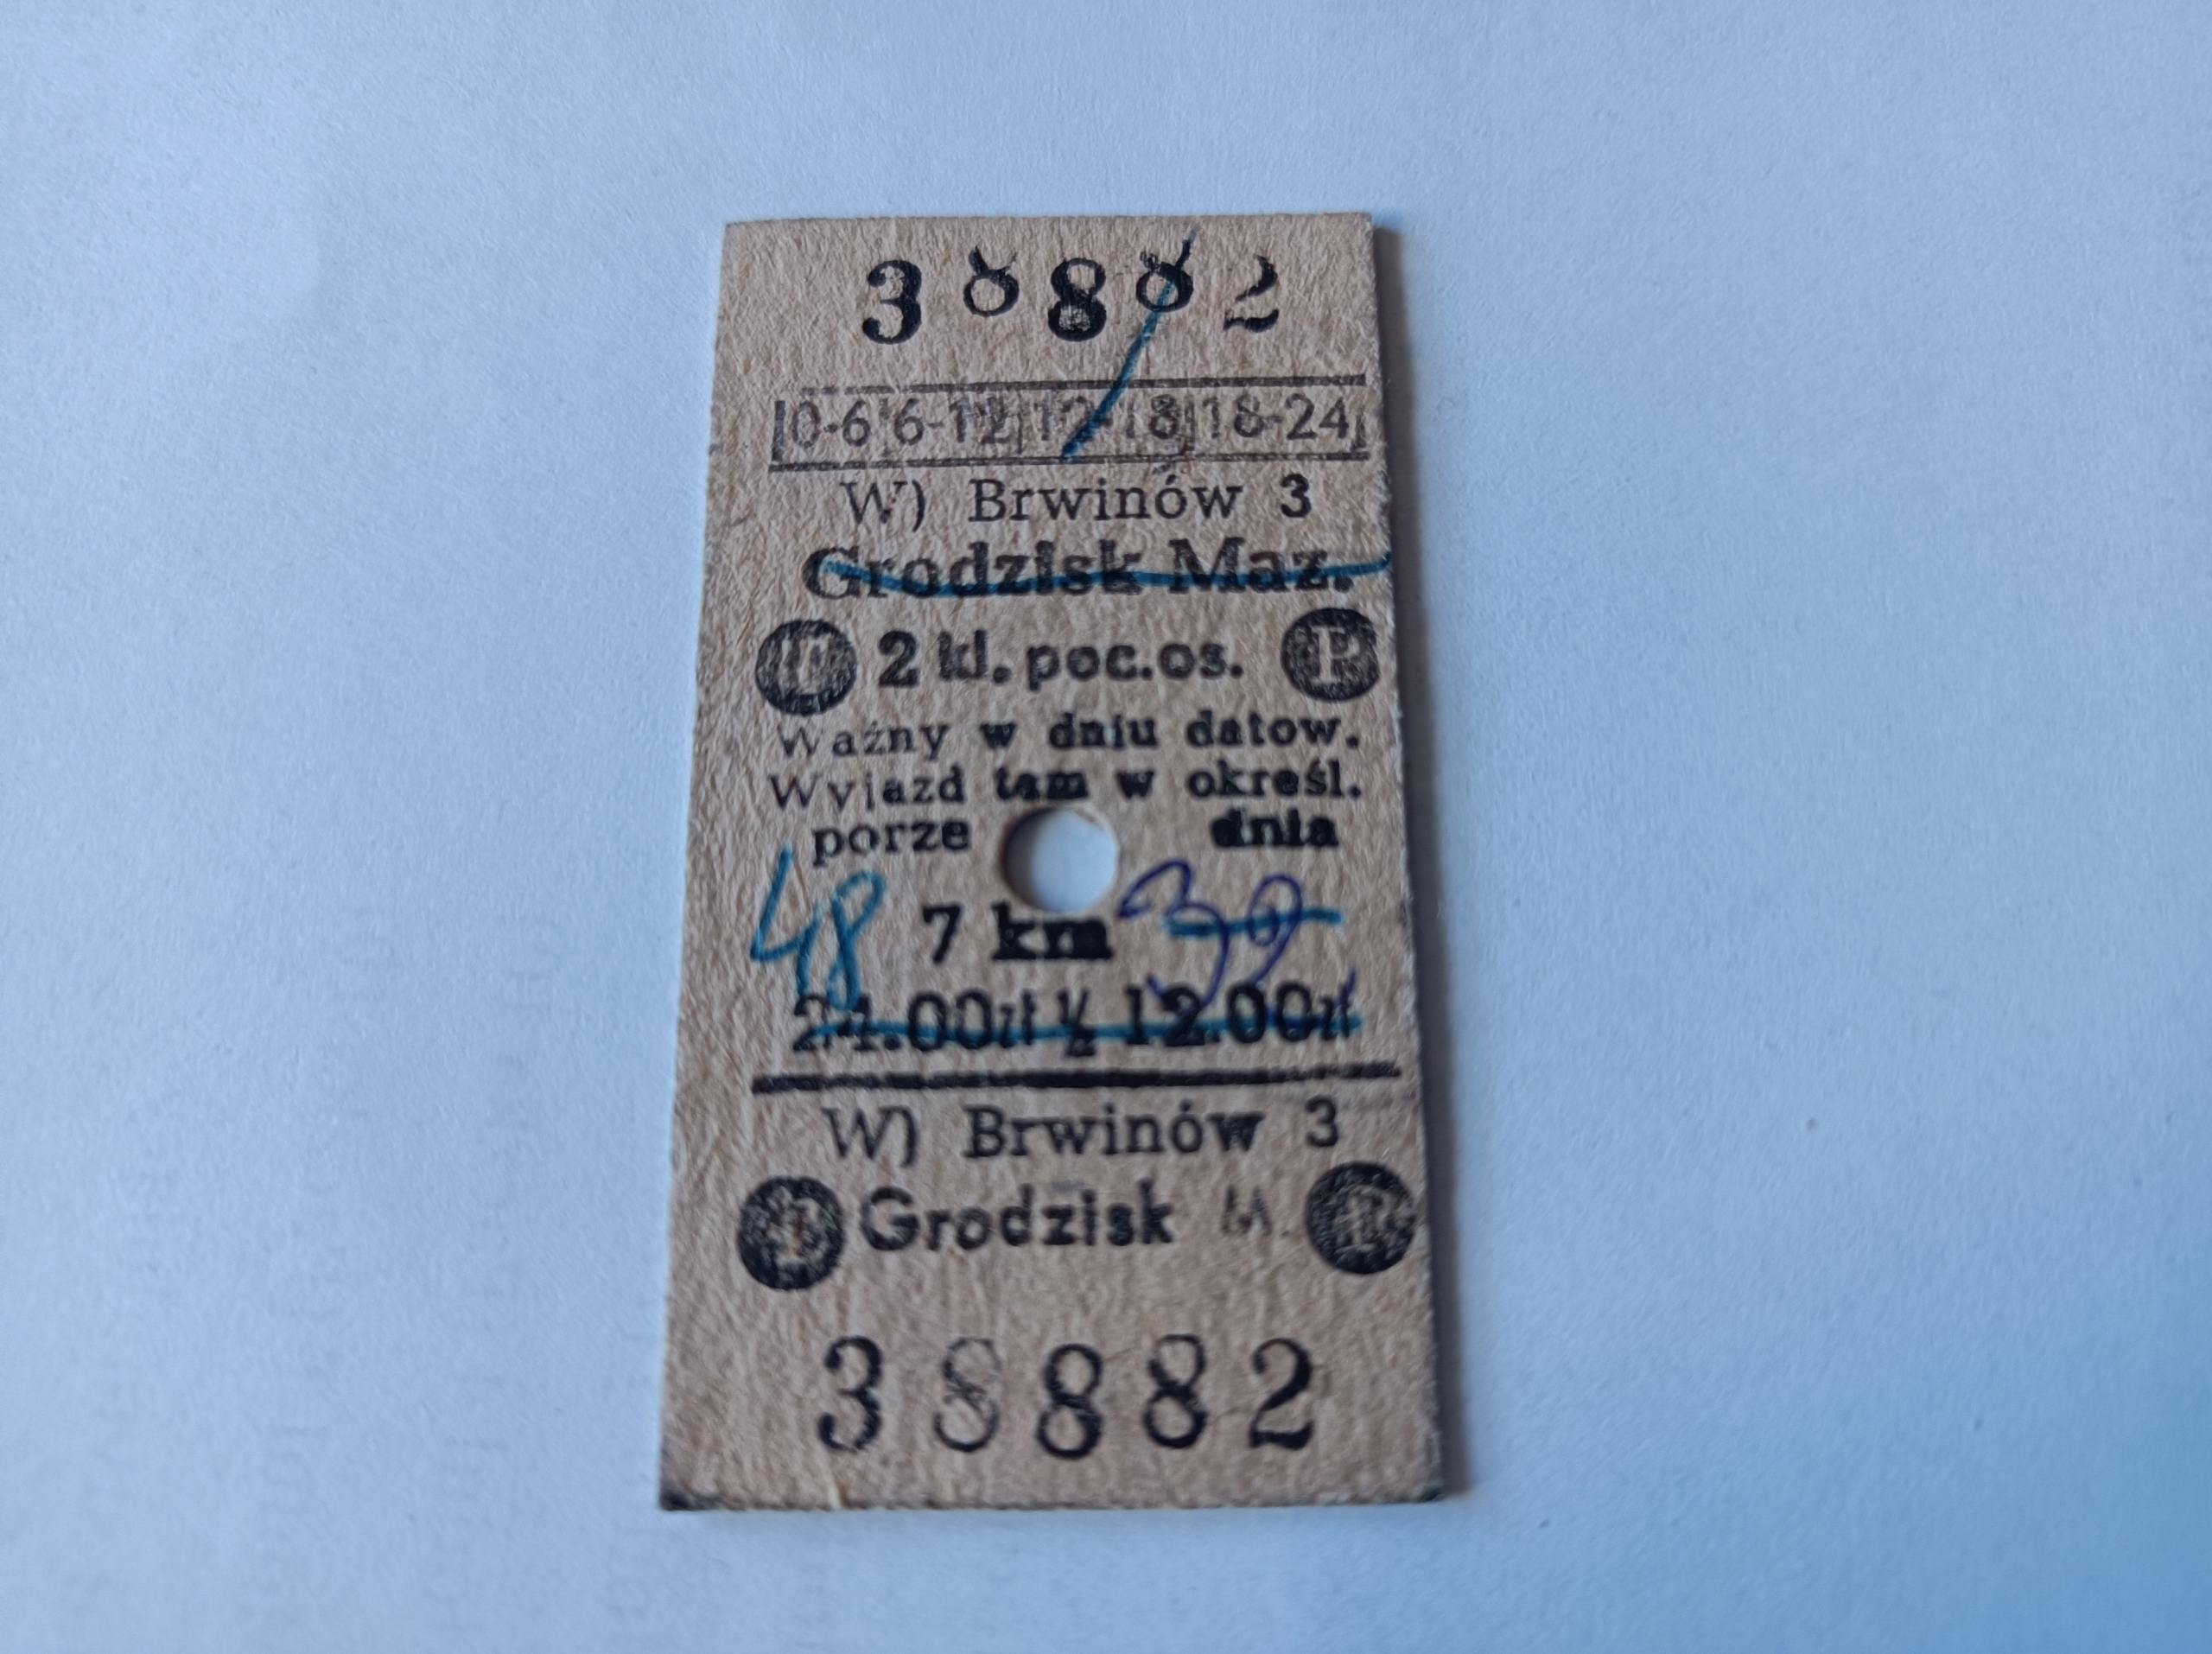 38882
0-6 6-12 12-18 18-24
W) Brwinów 3
Grodzisk Maz.
P 2 kl. poc. os. P
Ważny w dniu datow.
Wyjazd tam w określ.
porze dnia
48 7 km 32
24.00zł ½ 12.00zł
W) Brwinów 3
Grodzisk M.
38882